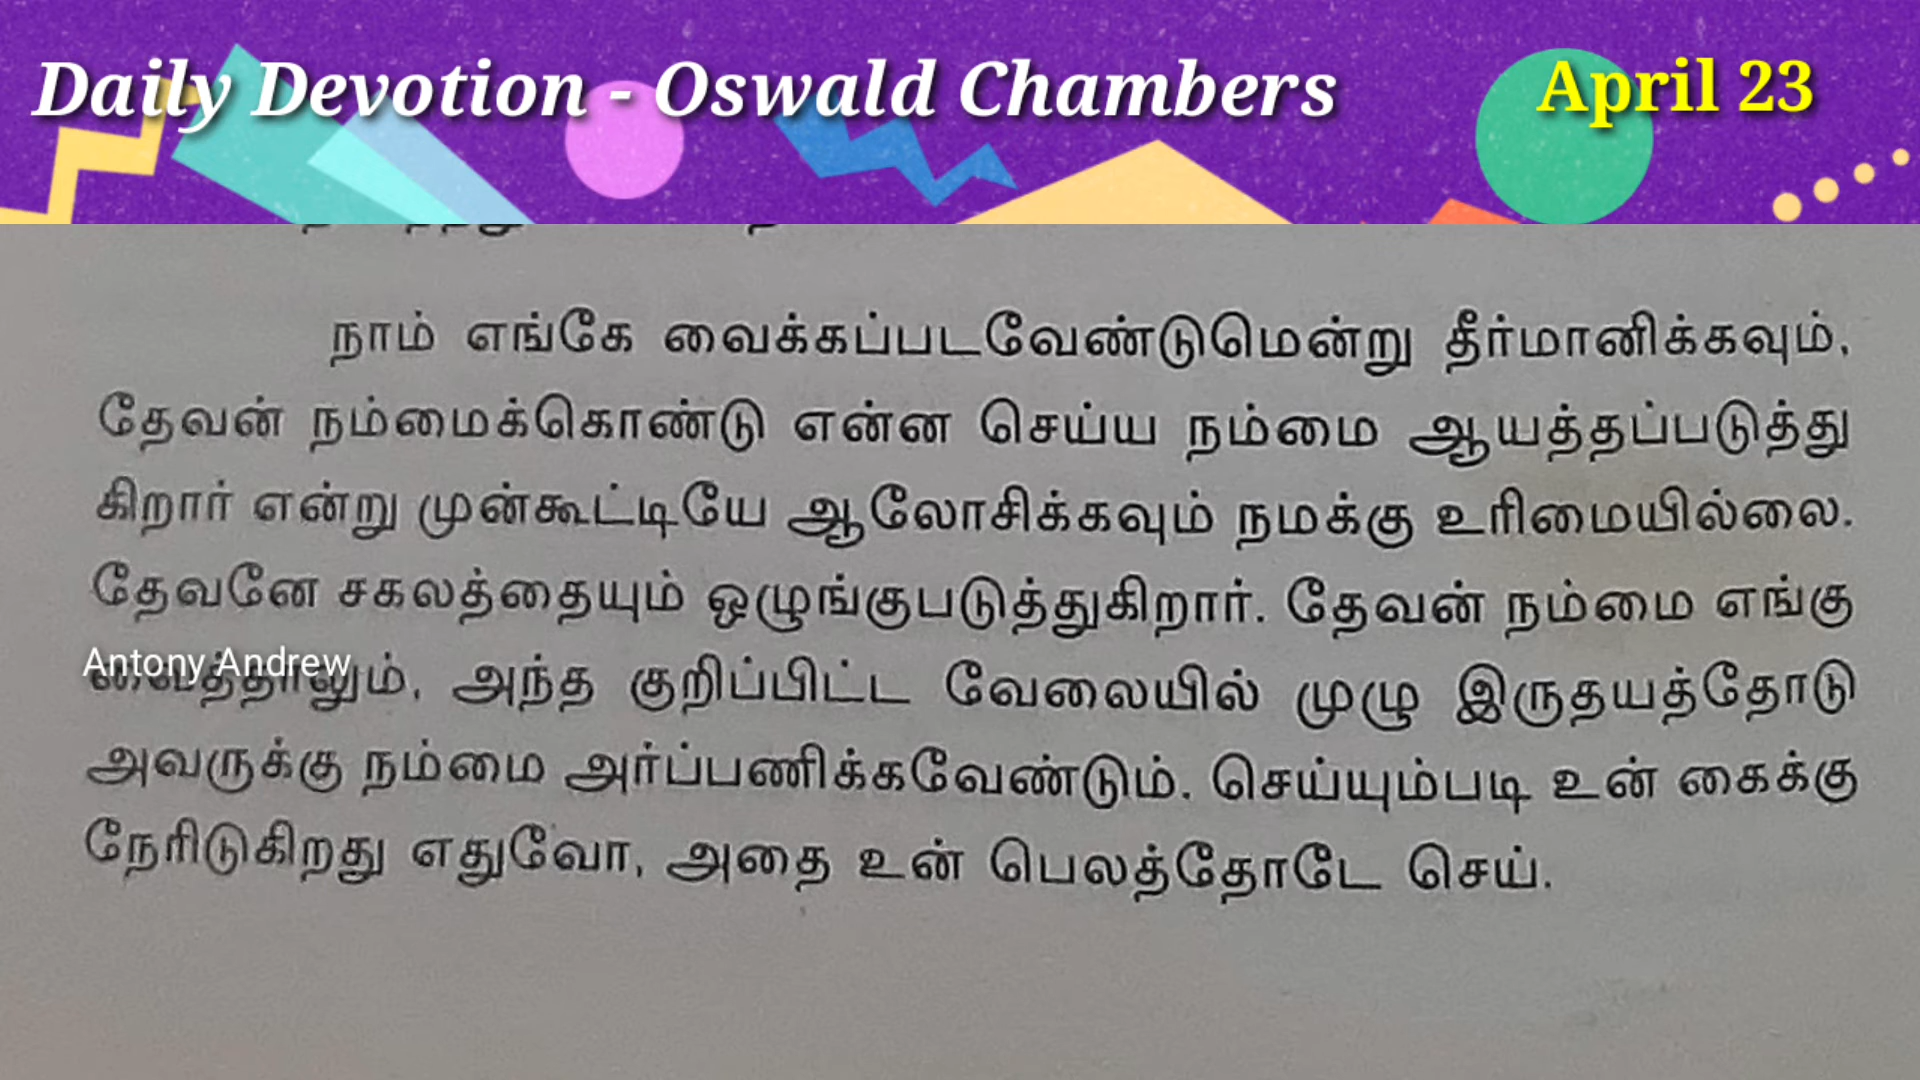 Daily Devotion - Oswald Chambers April 23
நாம் எங்கே வைக்கப்படவேண்டுமென்று தீர்மானிக்கவும்,
தேவன் நம்மைக்கொண்டு என்ன செய்ய நம்மை ஆயத்தப்படுத்து
கிறார் என்று முன்கூட்டியே ஆலோசிக்கவும் நமக்கு உரிமையில்லை.
தேவனே சகலத்தையும் ஒழுங்குபடுத்துகிறார். தேவன் நம்மை எங்கு
Antony Andrew
வைத்தாலும், அந்த குறிப்பிட்ட வேலையில் முழு இருதயத்தோடு
அவருக்கு நம்மை அர்ப்பணிக்கவேண்டும். செய்யும்படி உன் கைக்கு
நேரிடுகிறது எதுவோ, அதை உன் பெலத்தோடே செய்.